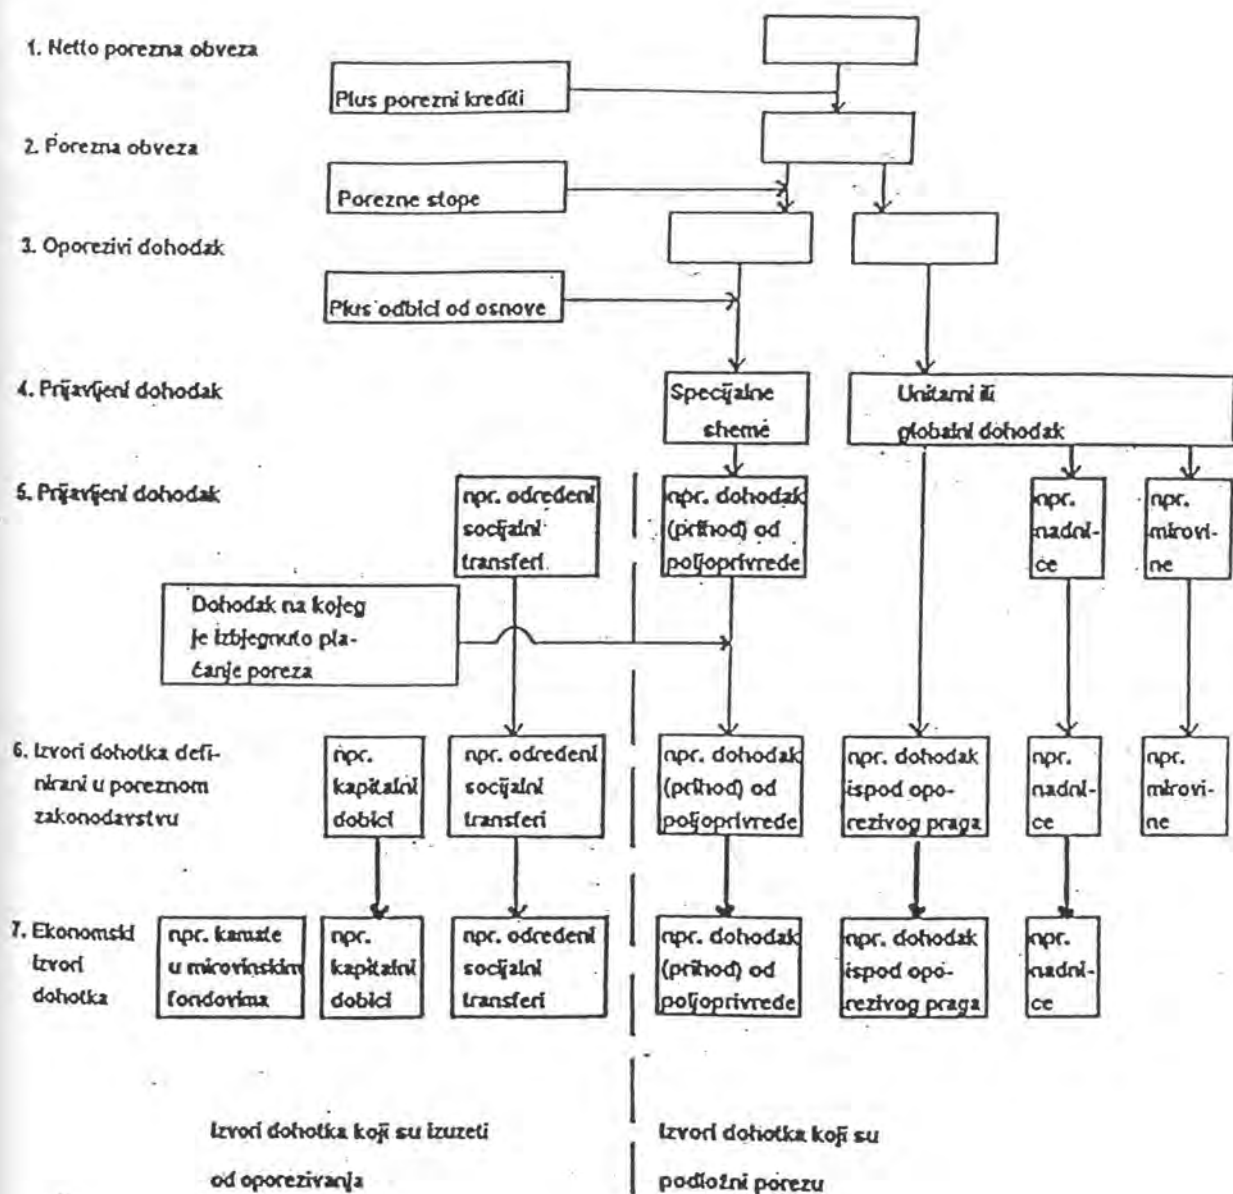 1. Netto porezna obveza
Plus porezni krediti
2. Porezna obveza
Porezne stope
3. Oporezivi dohodak
Plus odbici od osnove
4. Prijavljeni dohodak
Specijalne
sheme
Unitarni ili
globalni dohodak
5. Prijavljeni dohodak
npr. određeni
socijalni
transferi
npr. dohodak
(prihod) od
poljoprivrede
npr.
nadni-
ce
npr.
mirovi-
ne
Dohodak na kojeg
je izbjegnuto pla-
ćanje poreza
6. Izvori dohotka defi-
nirani u poreznom
zakonodavstvu
npr.
kapitalni
dobici
npr. određeni
socijalni
transferi
npr. dohodak
(prihod) od
poljoprivrede
npr. dohodak
ispod opo-
rezivog praga
npr.
nadni-
ce
npr.
mirovi-
ne
7. Ekonomski
izvori
dohotka
npr. kamate
u mirovinskim
fondovima
npr.
kapitalni
dobici
npr. određeni
socijalni
transferi
npr. dohodak
(prihod) od
poljoprivrede
npr. dohodak
ispod opo-
rezivog praga
npr.
nadni-
ce
Izvori dohotka koji su izuzeti
od oporezivanja
Izvori dohotka koji su
podložni porezu